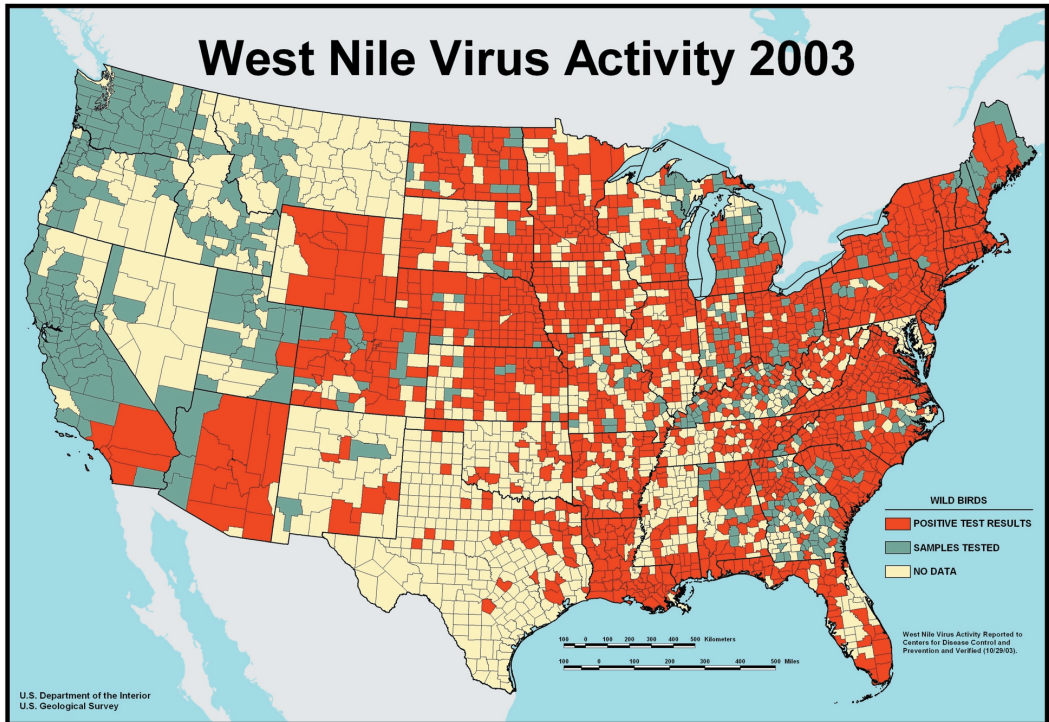 West Nile Virus Activity 2003
WILD BIRDS
POSITIVE TEST RESULTS
SAMPLES TESTED
NO DATA
100 0 100 200 300 400 500 Kilometers
100 0 100 200 300 400 500 Miles
West Nile Virus Activity Reported to
Centers for Disease Control and
Prevention and Verified (10/29/03).
U.S. Department of the Interior
U.S. Geological Survey